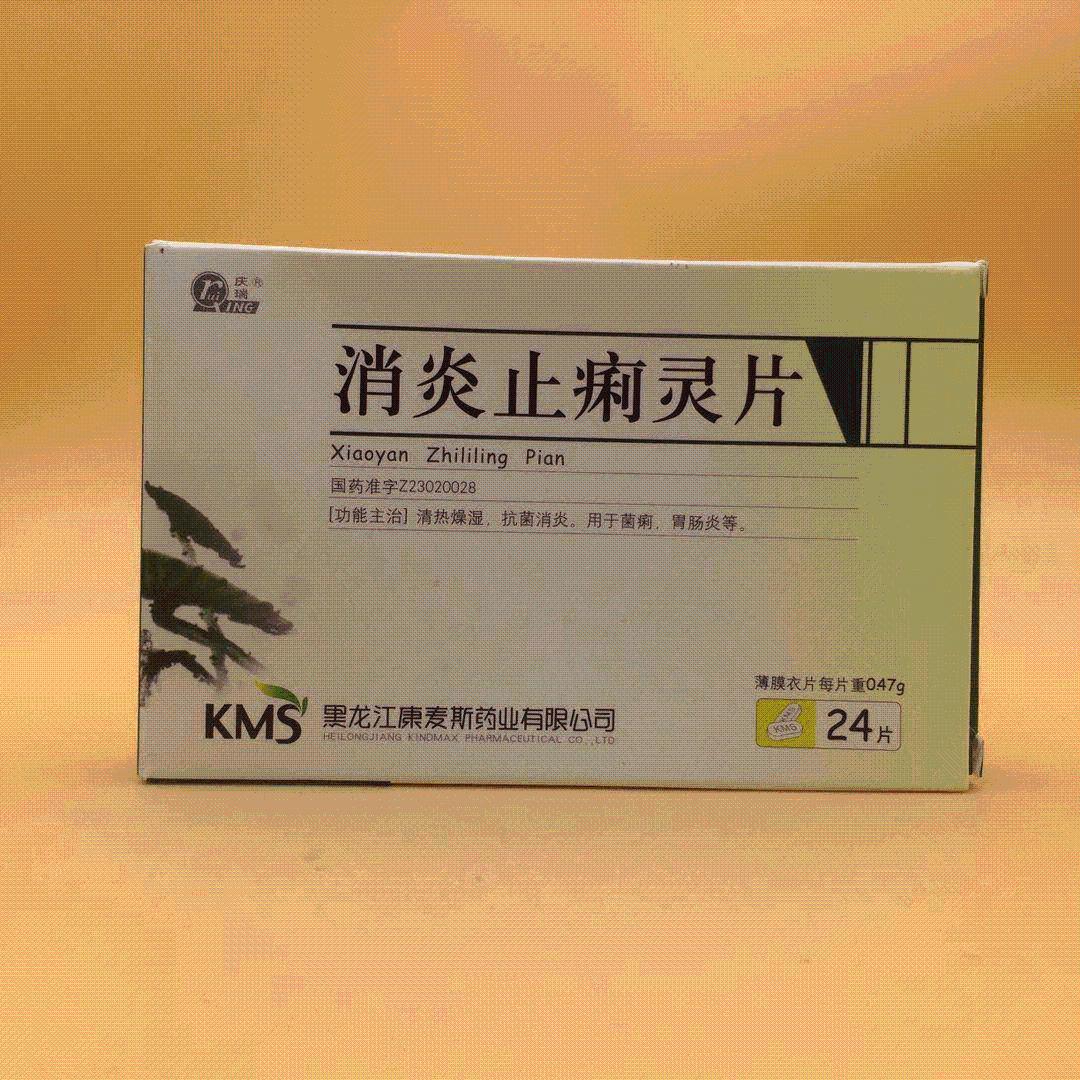 庆瑞®
QING
消炎止痢灵片
Xiaoyan Zhililing Pian
国药准字Z23020028
[功能主治] 清热燥湿，抗菌消炎。用于菌痢，胃肠炎等。
薄膜衣片每片重0.47g
KMS
24片
KMS 黑龙江康麦斯药业有限公司
HEILONGJIANG KINDMAX PHARMACEUTICAL CO.,LTD